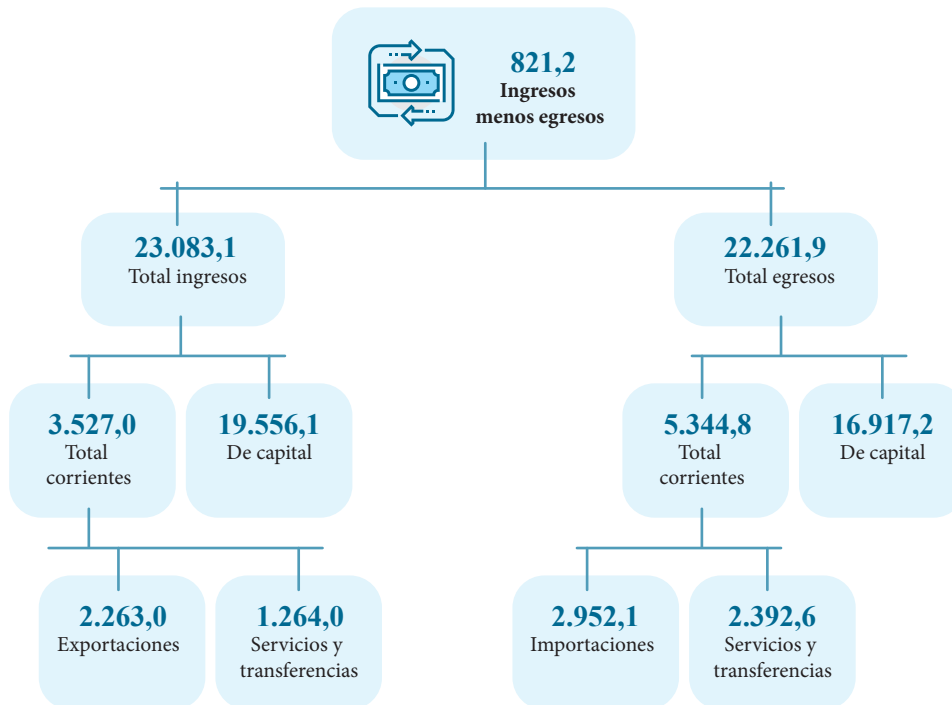 821,2
Ingresos
menos egresos
23.083,1
Total ingresos
22.261,9
Total egresos
3.527,0
Total
corrientes
19.556,1
De capital
5.344,8
Total
corrientes
16.917,2
De capital
2.263,0
Exportaciones
1.264,0
Servicios y
transferencias
2.952,1
Importaciones
2.392,6
Servicios y
transferencias